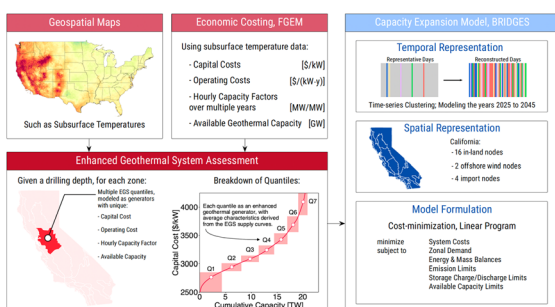 Geospatial Maps
Such as Subsurface Temperatures
Economic Costing, FGEM
Using subsurface temperature data:
- Capital Costs [$/kW]
- Operating Costs [$/(kW-y)]
- Hourly Capacity Factors
over multiple years [MW/MW]
- Available Geothermal Capacity [GW]
Enhanced Geothermal System Assessment
Given a drilling depth, for each zone:
Multiple EGS quantiles,
modeled as generators
with unique:
- Capital Cost
- Operating Cost
- Hourly Capacity Factor
- Available Capacity
Breakdown of Quantiles:
Capital Cost [$/kW]
4000
3500
3000
2500
Each quantile as an enhanced
geothermal generator, with
average characteristics derived
from the EGS supply curves.
Q1
Q2
Q3
Q4
Q5
Q6
Q7
0
5
10
15
20
Cumulative Capacity [TW]
Capacity Expansion Model, BRIDGES
Temporal Representation
Representative Days
Reconstructed Days
Time-series Clustering; Modeling the years 2025 to 2045
Spatial Representation
California:
- 16 in-land nodes
- 2 offshore wind nodes
- 4 import nodes
Model Formulation
Cost-minimization, Linear Program
minimize System Costs
subject to Zonal Demand
Energy & Mass Balances
Emission Limits
Storage Charge/Discharge Limits
Available Capacity Limits